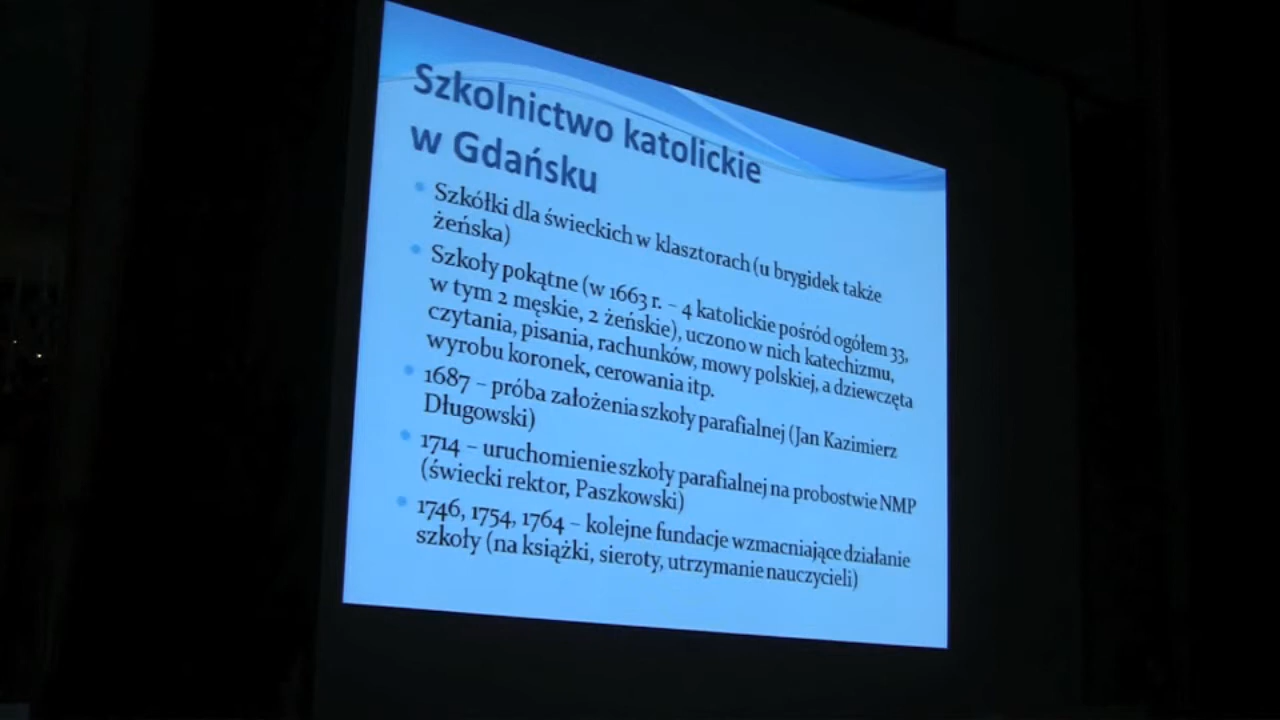 Szkolnictwo katolickie
w Gdańsku
Szkółki dla świeckich w klasztorach (u brygidek także
żeńska)
Szkoły pokątne (w 1663 r. – 4 katolickie pośród ogółem 33,
w tym 2 męskie, 2 żeńskie), uczono w nich katechizmu,
czytania, pisania, rachunków, mowy polskiej, a dziewczęta
wyrobu koronek, cerowania itp.
1687 – próba założenia szkoły parafialnej (Jan Kazimierz
Długowski)
1714 – uruchomienie szkoły parafialnej na probostwie NMP
(świecki rektor, Paszkowski)
1746, 1754, 1764 – kolejne fundacje wzmacniające działanie
szkoły (na książki, sieroty, utrzymanie nauczycieli)